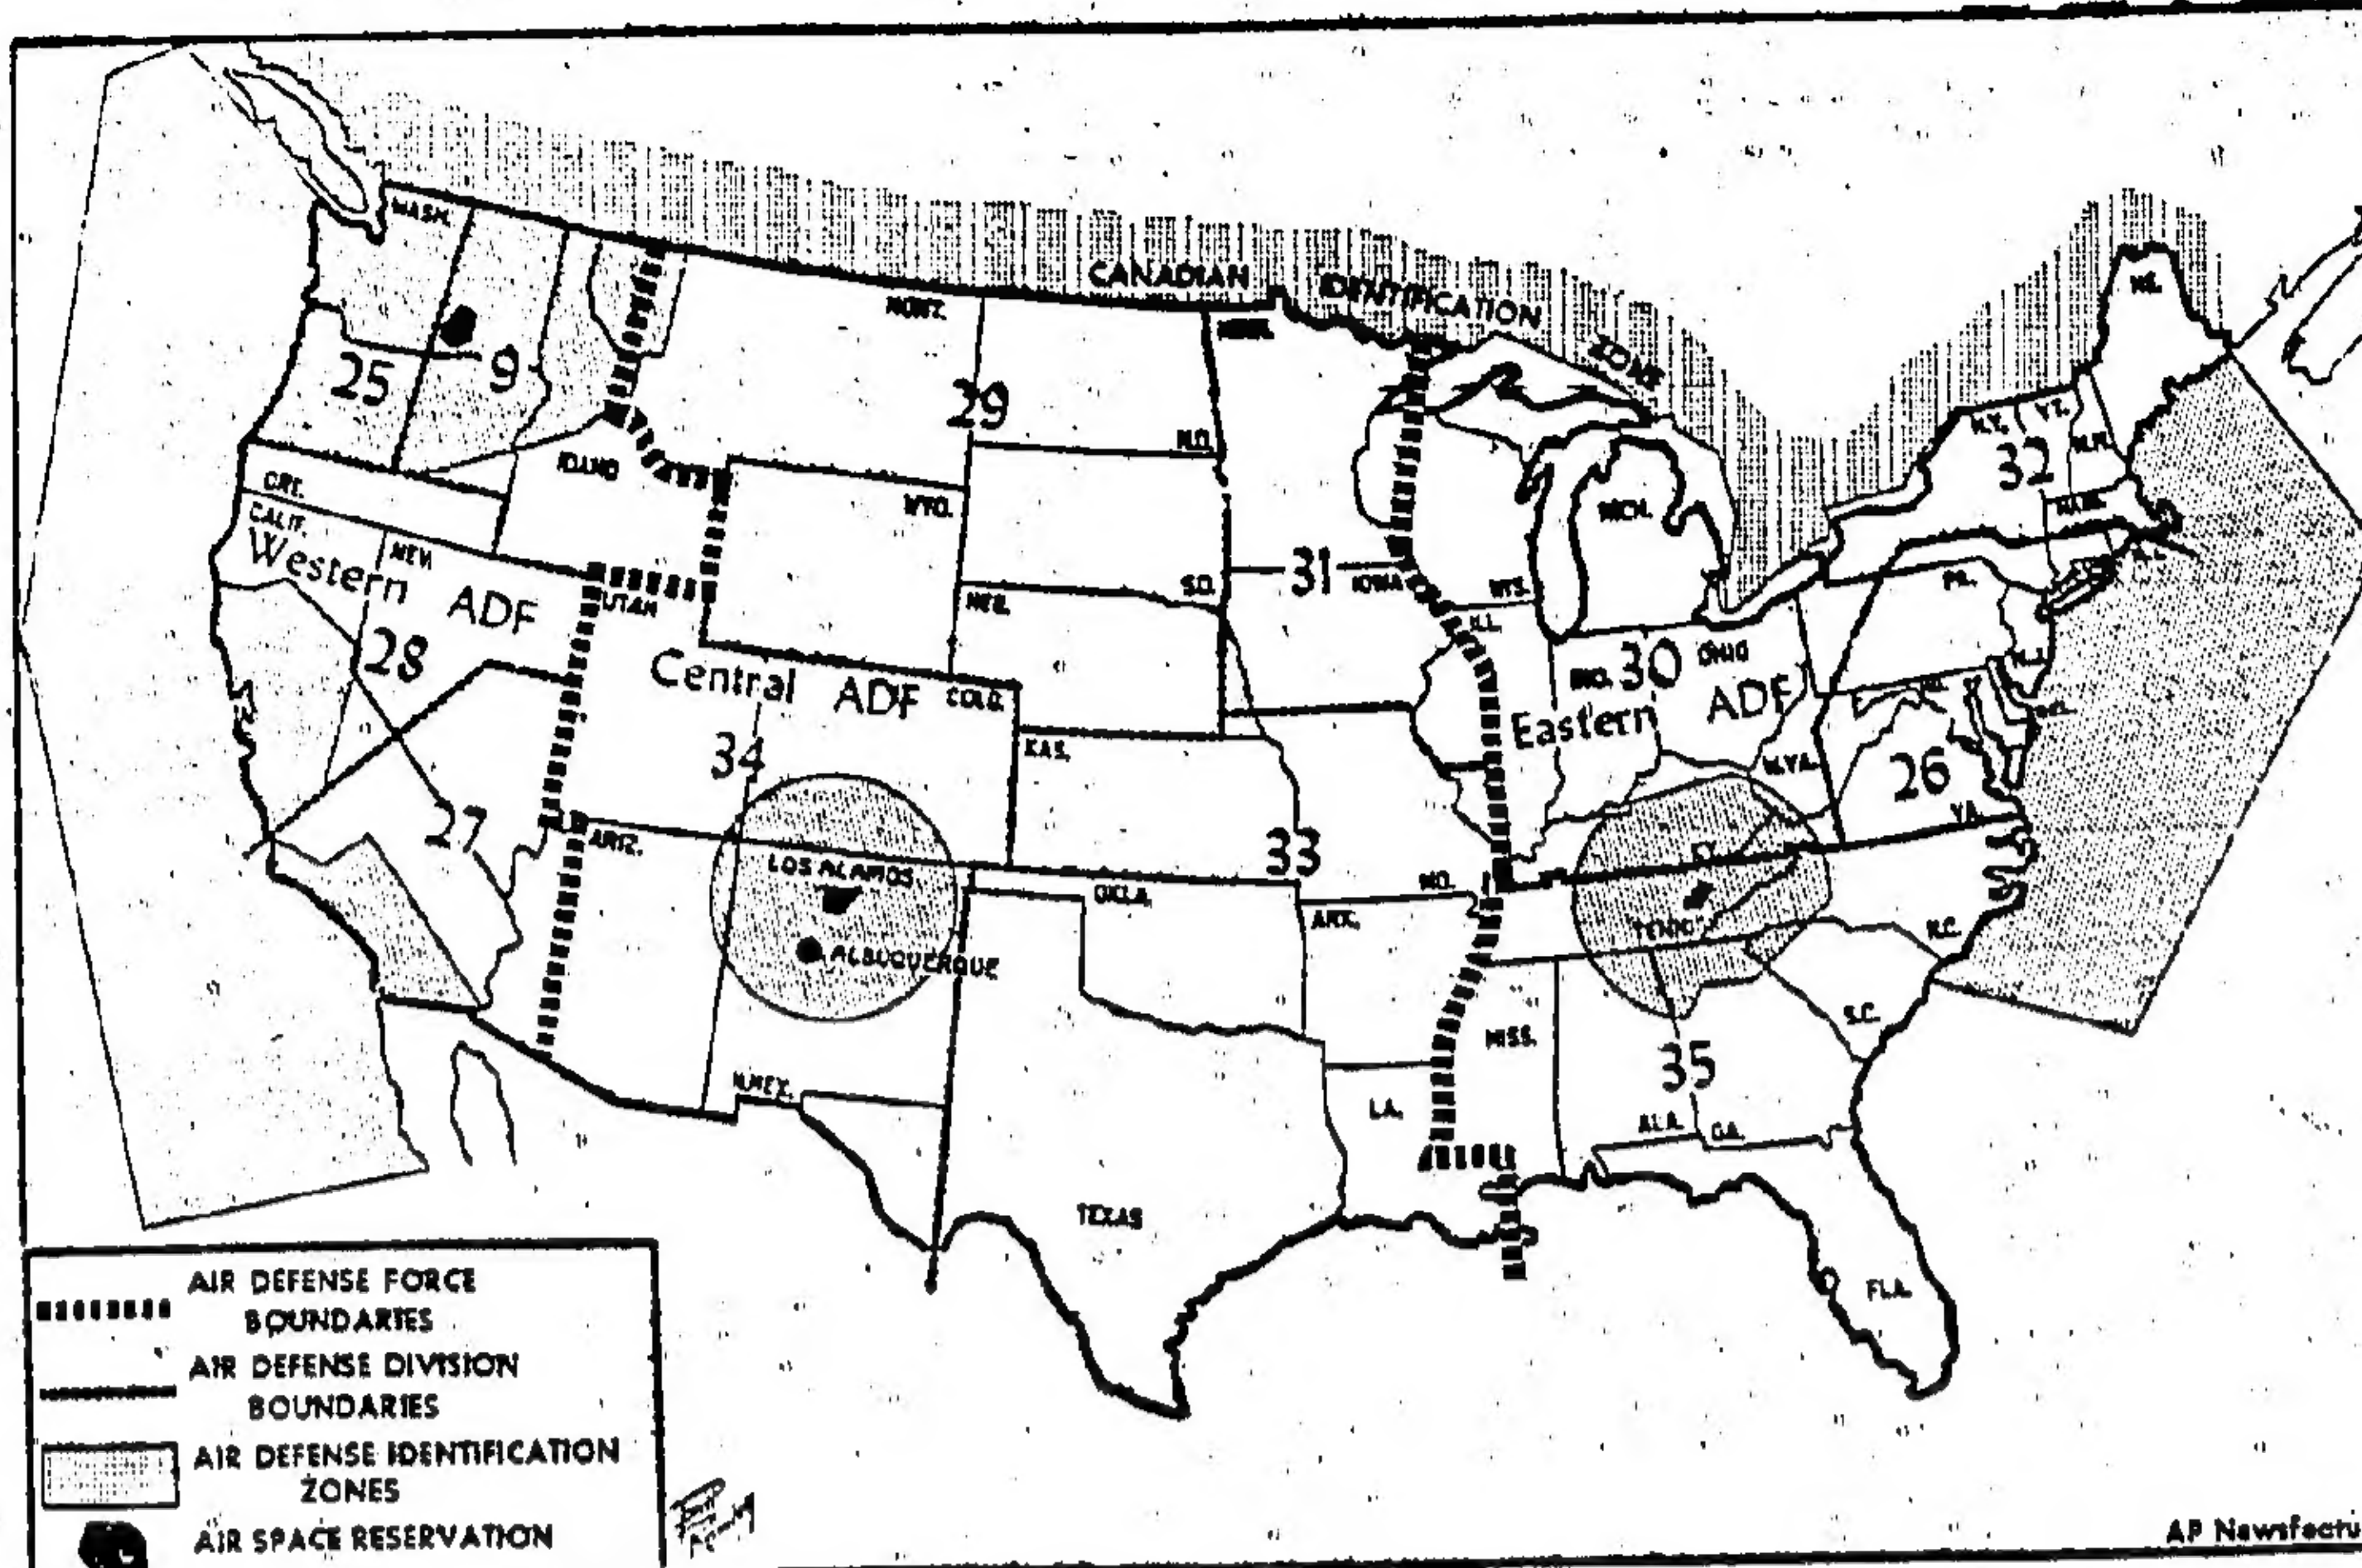 WASH.
MONT.
CANADIAN IDENTIFICATION ZONE
ME.
25
9
29
N.D.
N.Y.
VT.
N.H.
32
MASS.
IDAHO
ORE.
CALIF.
NEV.
WYO.
MICH.
Western ADF
UTAH
NEB.
S.D.
31
IOWA
WIS.
PA.
R.I.
28
Central ADF
COLO.
ILL.
IND.
30
OHIO
Eastern ADF
N.J.
DEL.
34
KAS.
W.VA.
26
VA.
27
ARIZ.
LOS ALAMOS
33
MO.
KY.
OKLA.
ARK.
TENN.
N.C.
ALBUQUERQUE
S.C.
MISS.
35
N.MEX.
LA.
ALA.
GA.
TEXAS
FLA.
AIR DEFENSE FORCE
BOUNDARIES
AIR DEFENSE DIVISION
BOUNDARIES
AIR DEFENSE IDENTIFICATION
ZONES
AIR SPACE RESERVATION
AP Newsfeatu